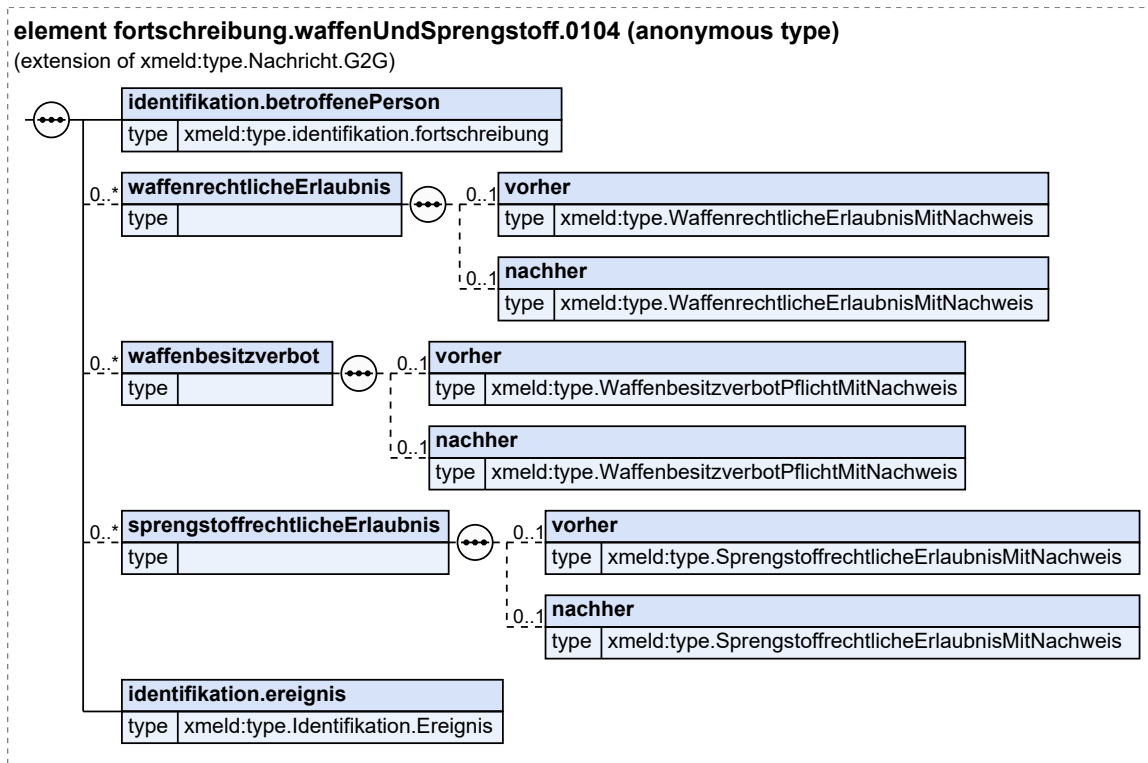 element fortschreibung.waffenUndSprengstoff.0104 (anonymous type)
(extension of xmeld:type.Nachricht.G2G)
identifikation.betroffenePerson
type xmeld:type.identifikation.fortschreibung
0..* waffenrechtlicheErlaubnis
type
0..1 vorher
type xmeld:type.WaffenrechtlicheErlaubnisMitNachweis
0..1 nachher
type xmeld:type.WaffenrechtlicheErlaubnisMitNachweis
0..* waffenbesitzverbot
type
0..1 vorher
type xmeld:type.WaffenbesitzverbotPflichtMitNachweis
0..1 nachher
type xmeld:type.WaffenbesitzverbotPflichtMitNachweis
0..* sprengstoffrechtlicheErlaubnis
type
0..1 vorher
type xmeld:type.SprengstoffrechtlicheErlaubnisMitNachweis
0..1 nachher
type xmeld:type.SprengstoffrechtlicheErlaubnisMitNachweis
identifikation.ereignis
type xmeld:type.Identifikation.Ereignis